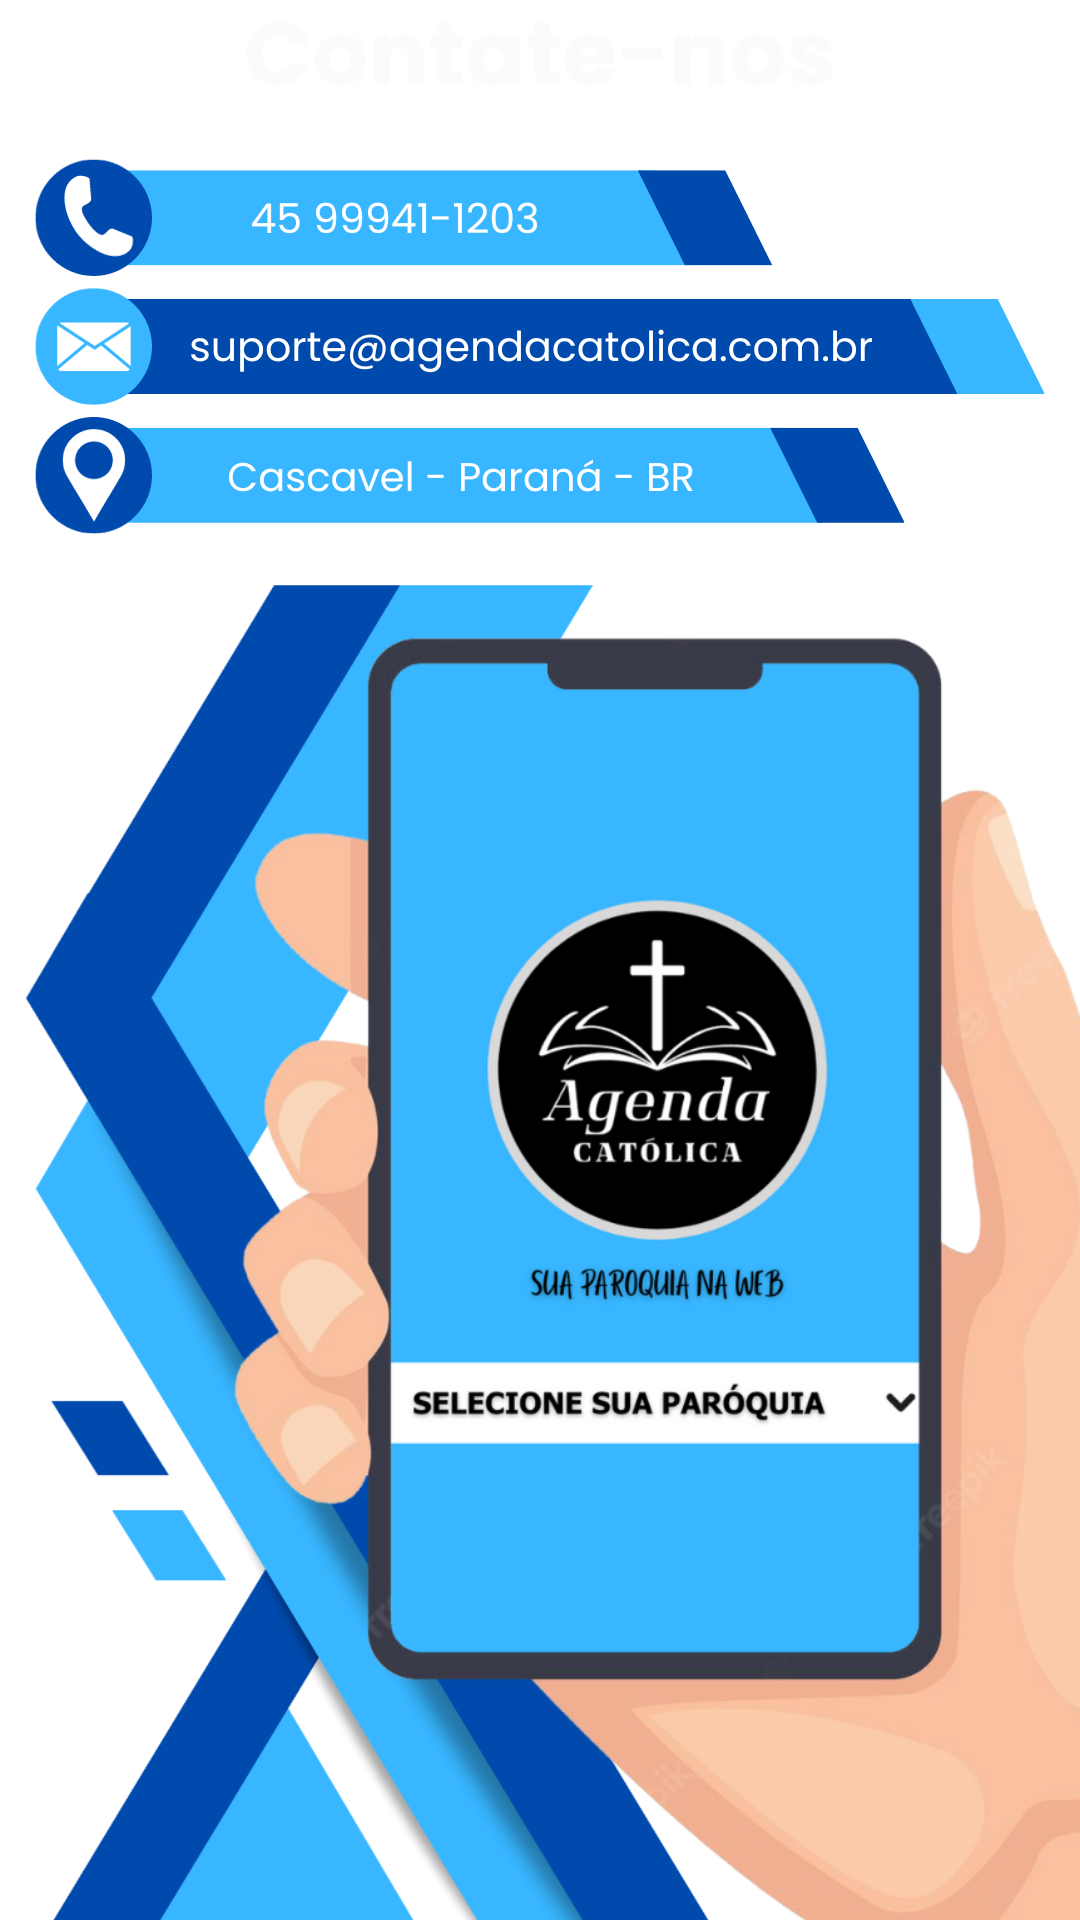 Contate-nos
45 99941-1203
suporte@agendacatolica.com.br
Cascavel - Paraná - BR
Agenda
CATÓLICA
SUA PAROQUIA NA WEB
SELECIONE SUA PARÓQUIA
freepik